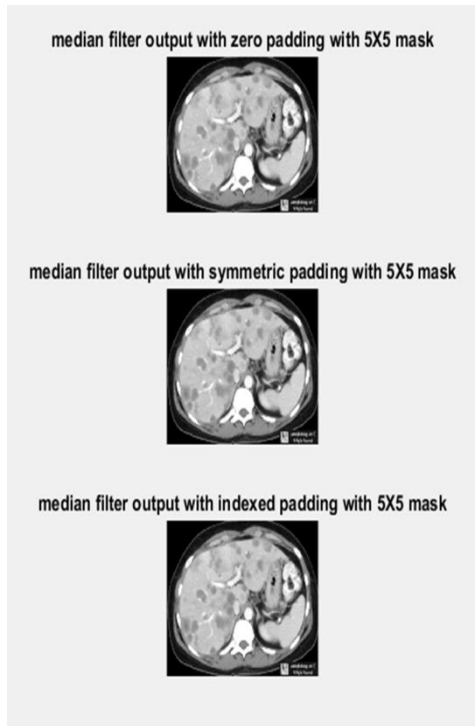 median filter output with zero padding with 5X5 mask
median filter output with symmetric padding with 5X5 mask
median filter output with indexed padding with 5X5 mask